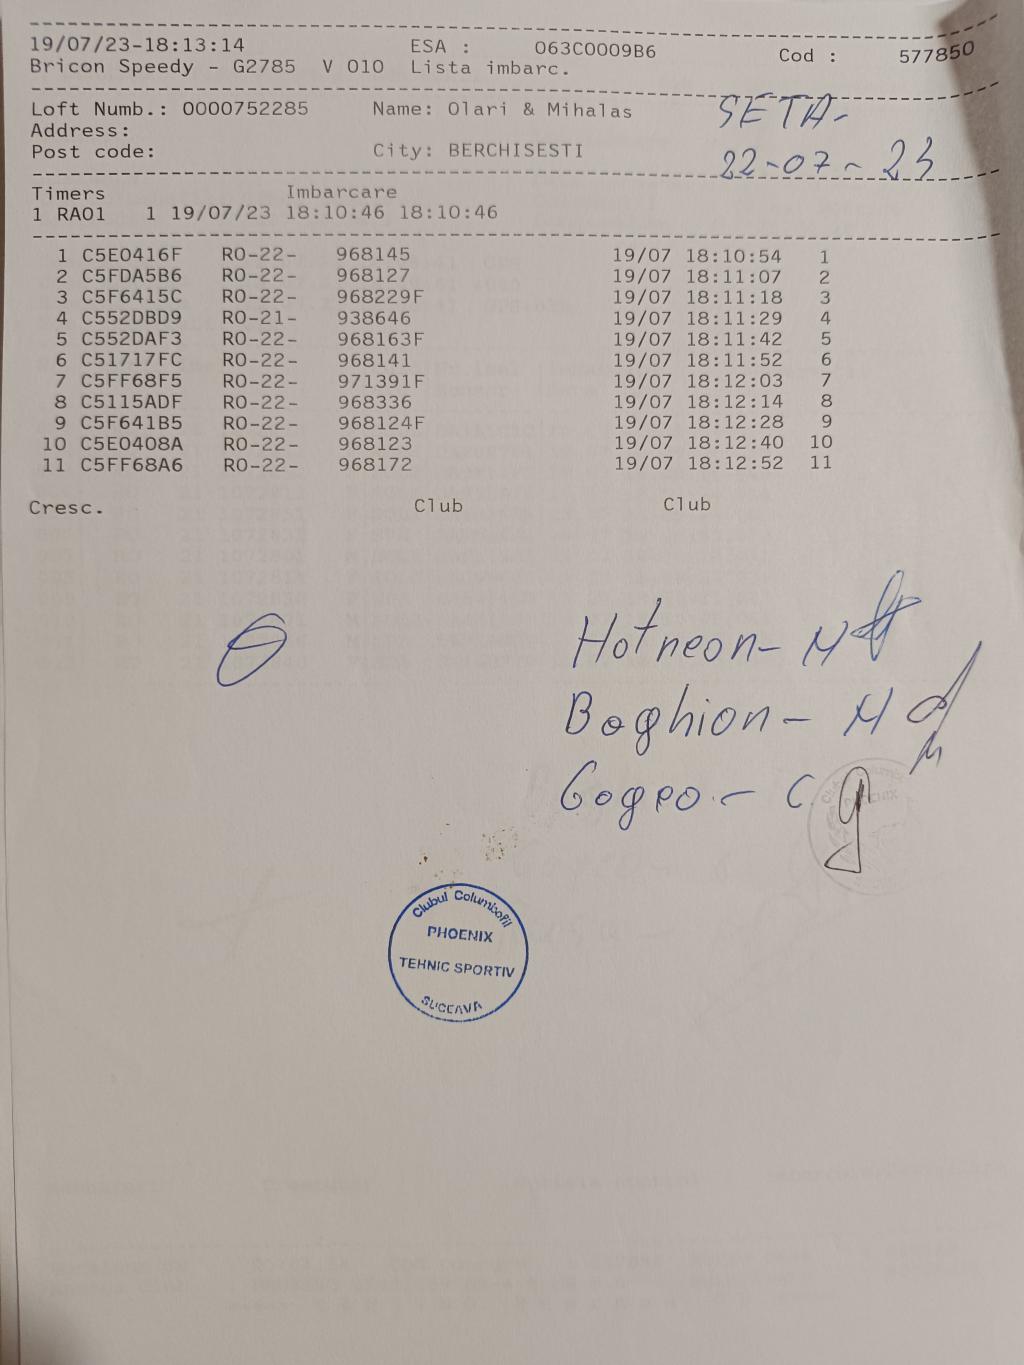 19/07/23-18:13:14 ESA : 063C0009B6 Cod : 577850
Bricon Speedy - G2785 V 010 Lista imbarc.
Loft Numb.: 0000752285 Name: Olari & Mihalas
SETA-
Address:
Post code: City: BERCHISESTI
22-07-23
Timers Imbarcare
1 RA01 1 19/07/23 18:10:46 18:10:46
1 C5E0416F RO-22- 968145 19/07 18:10:54 1
2 C5FDA5B6 RO-22- 968127 19/07 18:11:07 2
3 C5F6415C RO-22- 968229F 19/07 18:11:18 3
4 C552DBD9 RO-21- 938646 19/07 18:11:29 4
5 C552DAF3 RO-22- 968163F 19/07 18:11:42 5
6 C51717FC RO-22- 968141 19/07 18:11:52 6
7 C5FF68F5 RO-22- 971391F 19/07 18:12:03 7
8 C5115ADF RO-22- 968336 19/07 18:12:14 8
9 C5F641B5 RO-22- 968124F 19/07 18:12:28 9
10 C5E0408A RO-22- 968123 19/07 18:12:40 10
11 C5FF68A6 RO-22- 968172 19/07 18:12:52 11
Cresc. Club Club
Hotneon- M
Boghion- M
Gogeo- C.
Clubul Columbofil
PHOENIX
TEHNIC SPORTIV
SUCEAVA